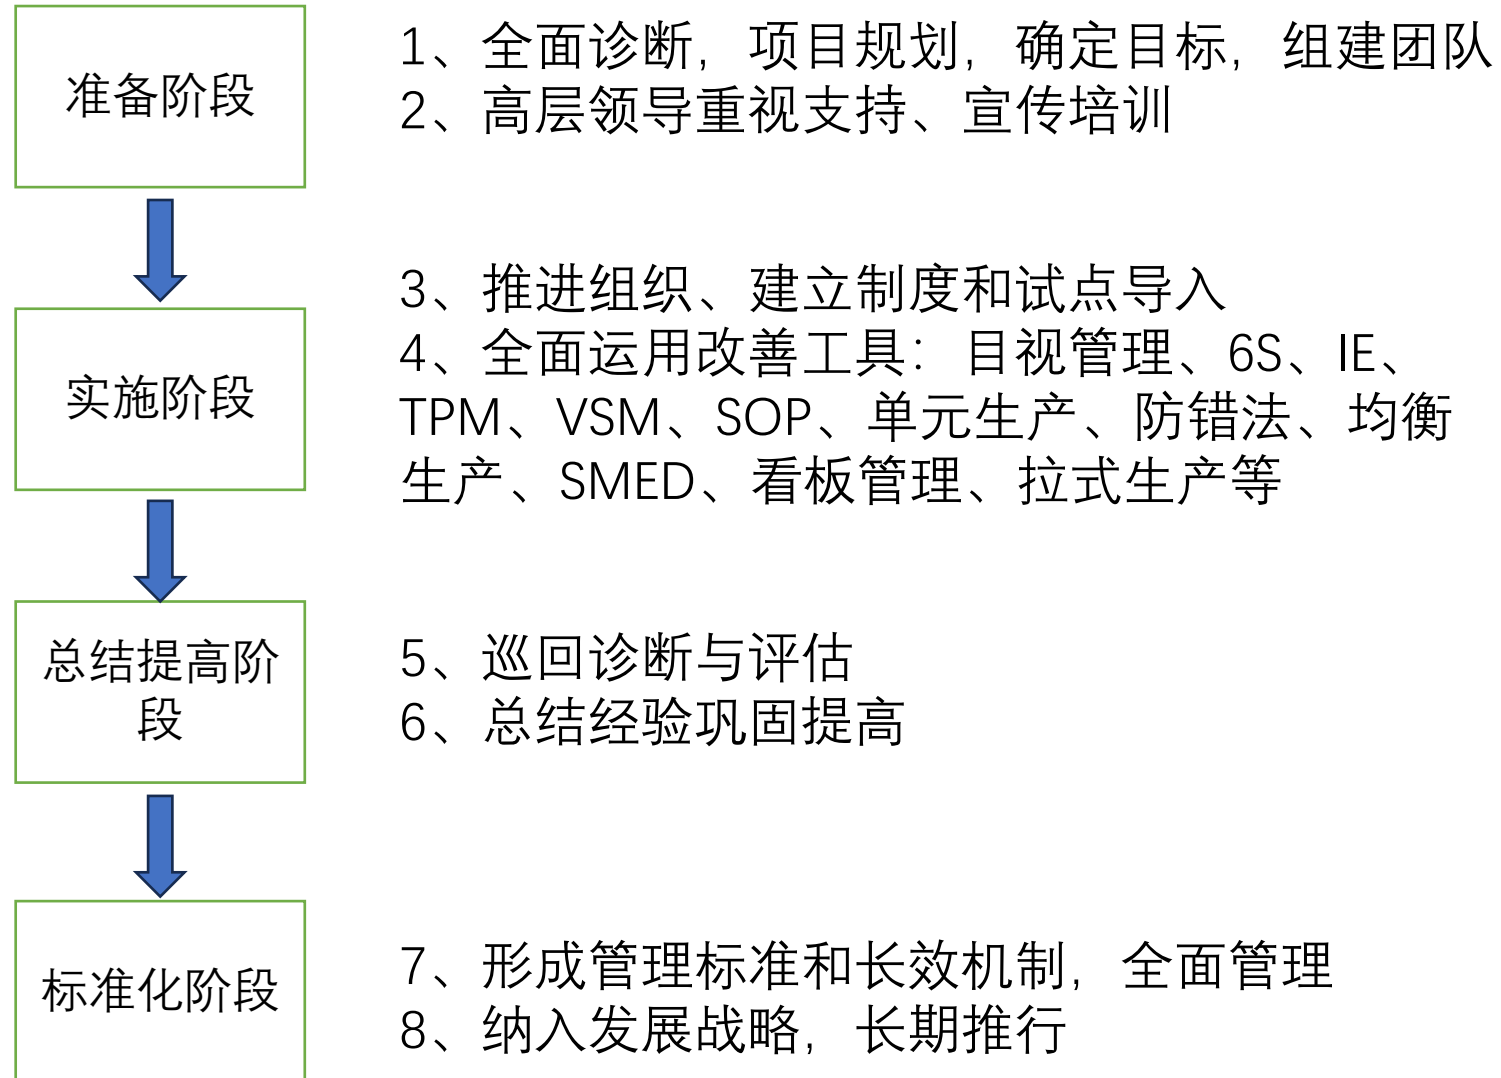 准备阶段
1、全面诊断，项目规划，确定目标，组建团队
2、高层领导重视支持、宣传培训
实施阶段
3、推进组织、建立制度和试点导入
4、全面运用改善工具：目视管理、6S、IE、
TPM、VSM、SOP、单元生产、防错法、均衡
生产、SMED、看板管理、拉式生产等
总结提高阶
段
5、巡回诊断与评估
6、总结经验巩固提高
标准化阶段
7、形成管理标准和长效机制，全面管理
8、纳入发展战略，长期推行